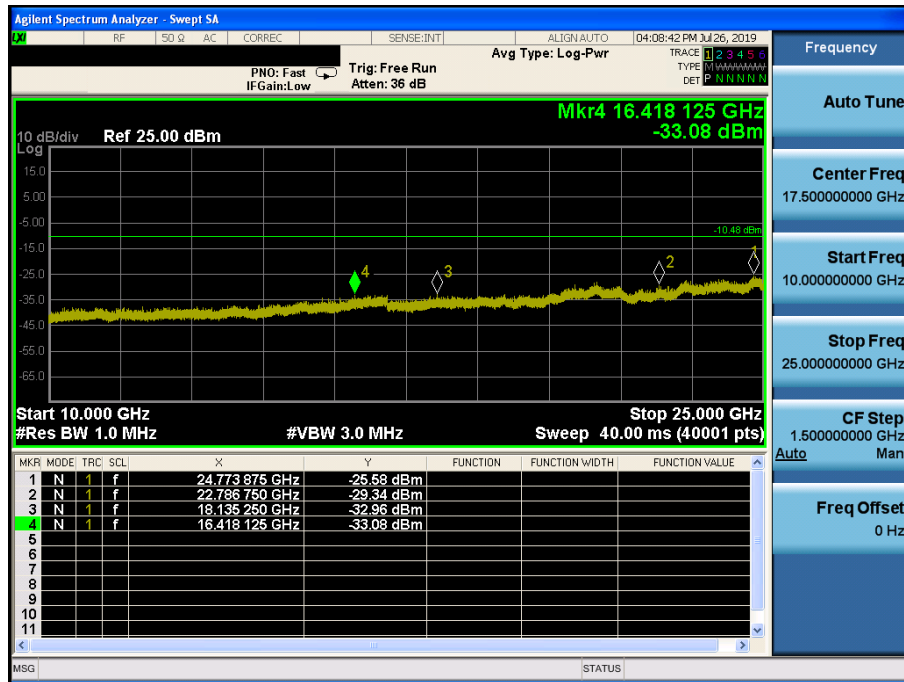 Agilent Spectrum Analyzer - Swept SA
LXI RF 50 Ω AC CORREC SENSE:INT ALIGN AUTO 04:08:42 PM Jul 26, 2019
Frequency
PNO: Fast Trig: Free Run Avg Type: Log-Pwr TRACE 1 2 3 4 5 6
IFGain:Low Atten: 36 dB TYPE M WWWWW
DET P N N N N N
Auto Tune
Mkr4 16.418 125 GHz
-33.08 dBm
10 dB/div Ref 25.00 dBm
Log
15.0
5.00
-5.00
-10.48 dBm
-15.0
-25.0
-35.0
-45.0
-55.0
-65.0
4
3
2
1
Start 10.000 GHz Stop 25.000 GHz
#Res BW 1.0 MHz #VBW 3.0 MHz Sweep 40.00 ms (40001 pts)
Center Freq
17.500000000 GHz
Start Freq
10.000000000 GHz
Stop Freq
25.000000000 GHz
CF Step
1.500000000 GHz
Auto Man
Freq Offset
0 Hz
MKR MODE TRC SCL X Y FUNCTION FUNCTION WIDTH FUNCTION VALUE
1 N 1 f 24.773 875 GHz -25.58 dBm
2 N 1 f 22.786 750 GHz -29.34 dBm
3 N 1 f 18.135 250 GHz -32.96 dBm
4 N 1 f 16.418 125 GHz -33.08 dBm
5
6
7
8
9
10
11
MSG STATUS